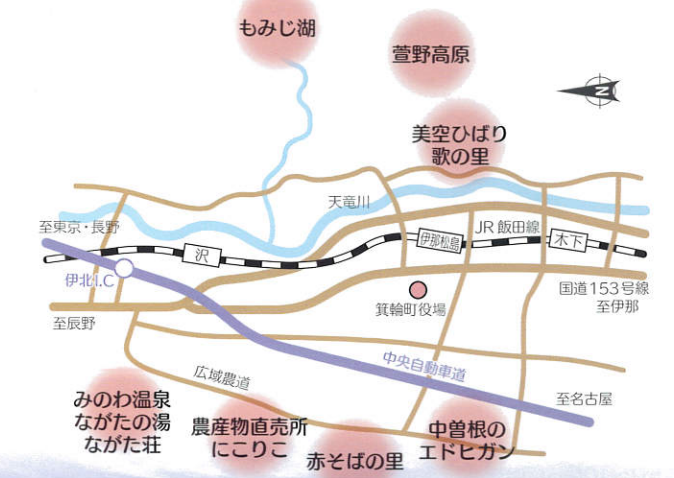 もみじ湖
萱野高原
N
美空ひばり
歌の里
天竜川
至東京・長野
JR飯田線
伊那松島
木下
沢
伊北I.C
国道153号線
至伊那
箕輪町役場
至辰野
中央自動車道
広域農道
至名古屋
みのわ温泉
ながたの湯
ながた荘
農産物直売所
にこりこ
赤そばの里
中曽根の
エドヒガン